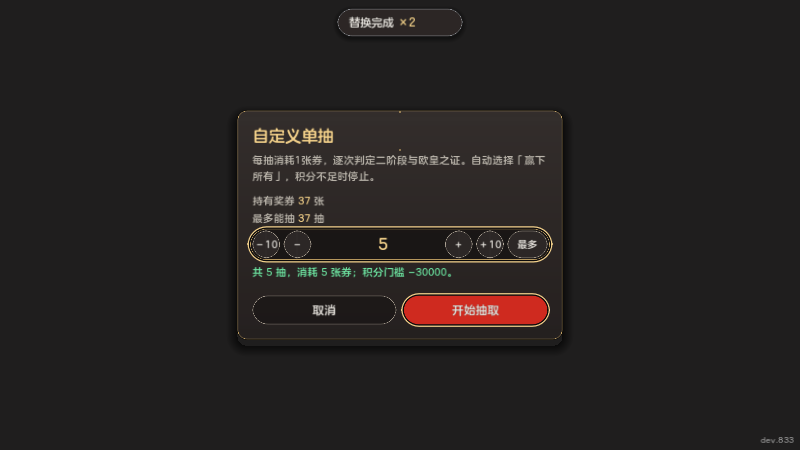 替换完成 ×2
自定义单抽
每抽消耗1张券，逐次判定二阶段与欧皇之证。自动选择「赢下
所有」，积分不足时停止。
持有奖券 37 张
最多能抽 37 抽
−10 − 5 + +10 最多
共 5 抽，消耗 5 张券；积分门槛 −30000。
取消 开始抽取
dev.833